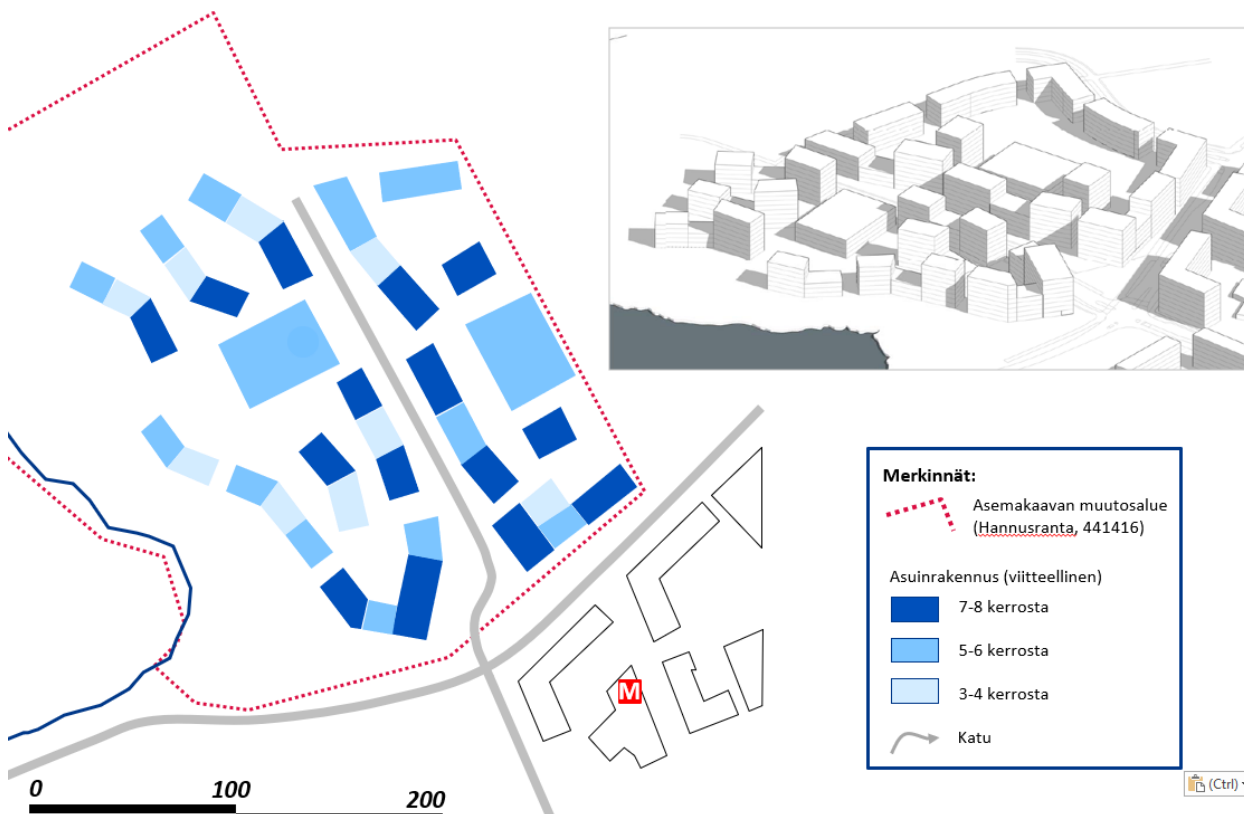 Merkinnät:
Asemakaavan muutosalue
(Hannusranta, 441416)
Asuinrakennus (viitteellinen)
7-8 kerrosta
5-6 kerrosta
3-4 kerrosta
Katu
M
0 100 200
(Ctrl)